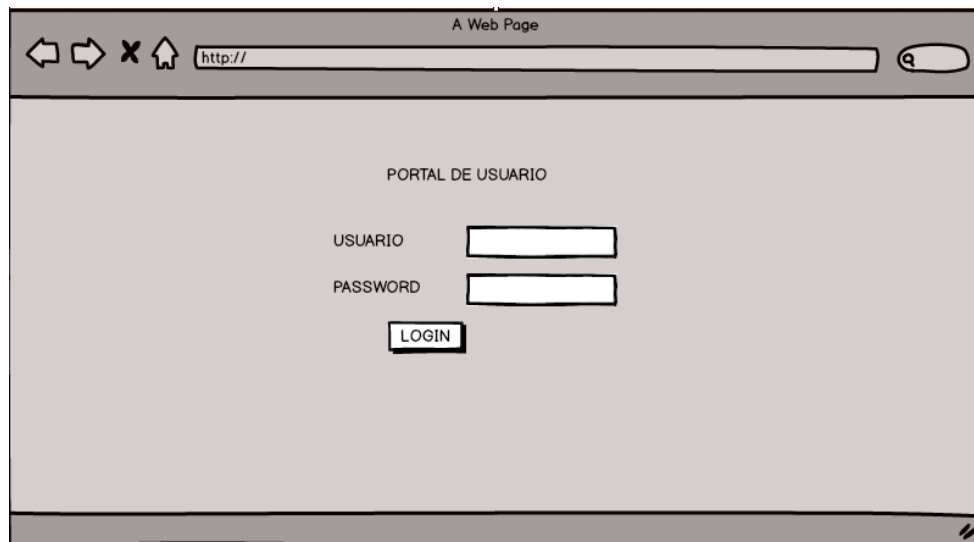 A Web Page
http://
PORTAL DE USUARIO
USUARIO
PASSWORD
LOGIN